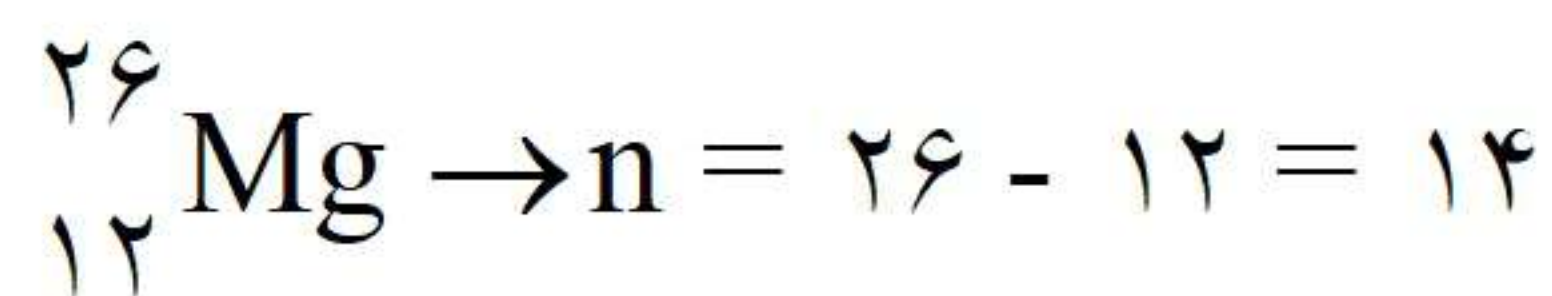 ۲۶
۱۲ Mg → n = ۲۶ - ۱۲ = ۱۴